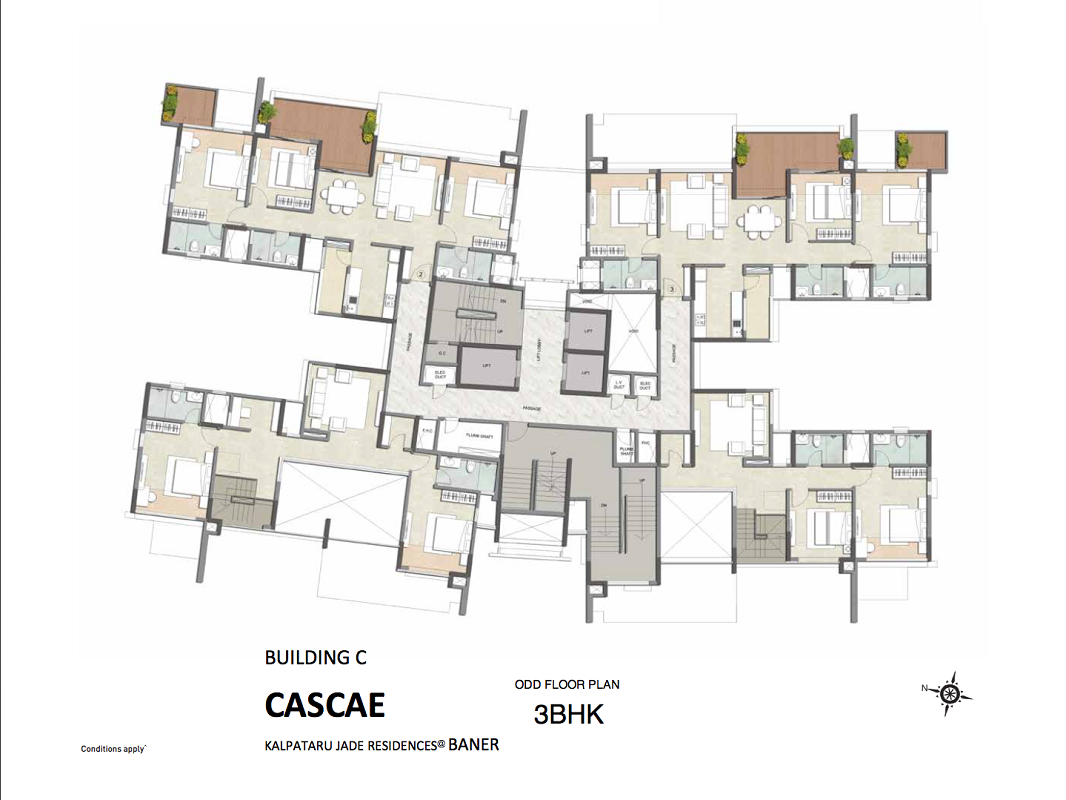 2
3
DN
UP
VOID
VOID
LIFT
LIFT LOBBY
PASSAGE
PASSAGE
LIFT
LIFT
ELEC DUCT
L.V DUCT
ELEC DUCT
PASSAGE
F.H.C
PLUMB SHAFT
PLUMB SHAFT
FHC
UP
UP
DN
BUILDING C
CASCAE
ODD FLOOR PLAN
3BHK
KALPATARU JADE RESIDENCES@ BANER
Conditions apply*
N